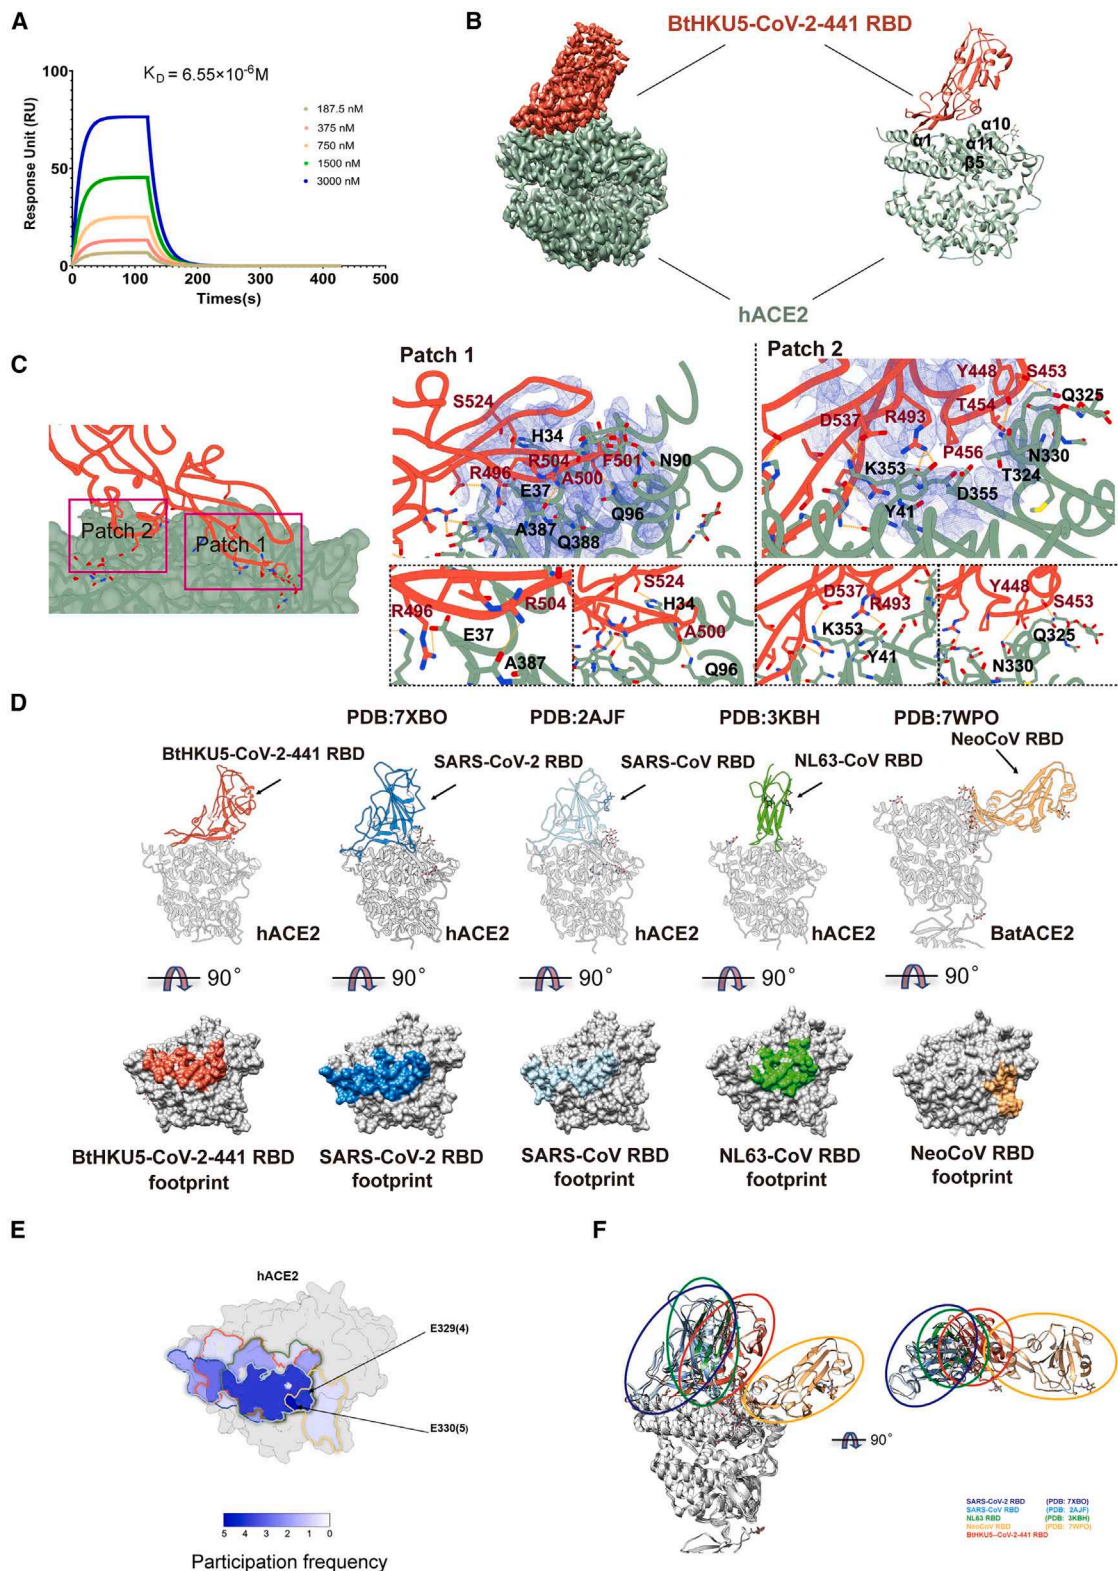 A
K_D = 6.55×10⁻⁶M
Response Unit (RU)
100
50
0
0
100
200
300
400
500
Times(s)
187.5 nM
375 nM
750 nM
1500 nM
3000 nM
B
BtHKU5-CoV-2-441 RBD
α10
α1
α11
β5
hACE2
C
Patch 2
Patch 1
Patch 1
S524
H34
R504
F501
N90
R496
A500
E37
Q96
A387
Q388
R496
R504
E37
A387
S524
H34
A500
Q96
Patch 2
Y448
S453
Q325
D537
R493
T454
P456
N330
K353
T324
D355
Y41
D537
R493
K353
Y41
Y448
S453
Q325
N330
D
PDB:7XBO
PDB:2AJF
PDB:3KBH
PDB:7WPO
BtHKU5-CoV-2-441 RBD
SARS-CoV-2 RBD
SARS-CoV RBD
NL63-CoV RBD
NeoCoV RBD
hACE2
hACE2
hACE2
hACE2
BatACE2
90°
90°
90°
90°
90°
BtHKU5-CoV-2-441 RBD
footprint
SARS-CoV-2 RBD
footprint
SARS-CoV RBD
footprint
NL63-CoV RBD
footprint
NeoCoV RBD
footprint
E
hACE2
E329(4)
E330(5)
5 4 3 2 1 0
Participation frequency
F
90°
SARS-CoV-2 RBD (PDB: 7XBO)
SARS-CoV RBD (PDB: 2AJF)
NL63 RBD (PDB: 3KBH)
NeoCoV RBD (PDB: 7WPO)
BtHKU5--CoV-2-441 RBD